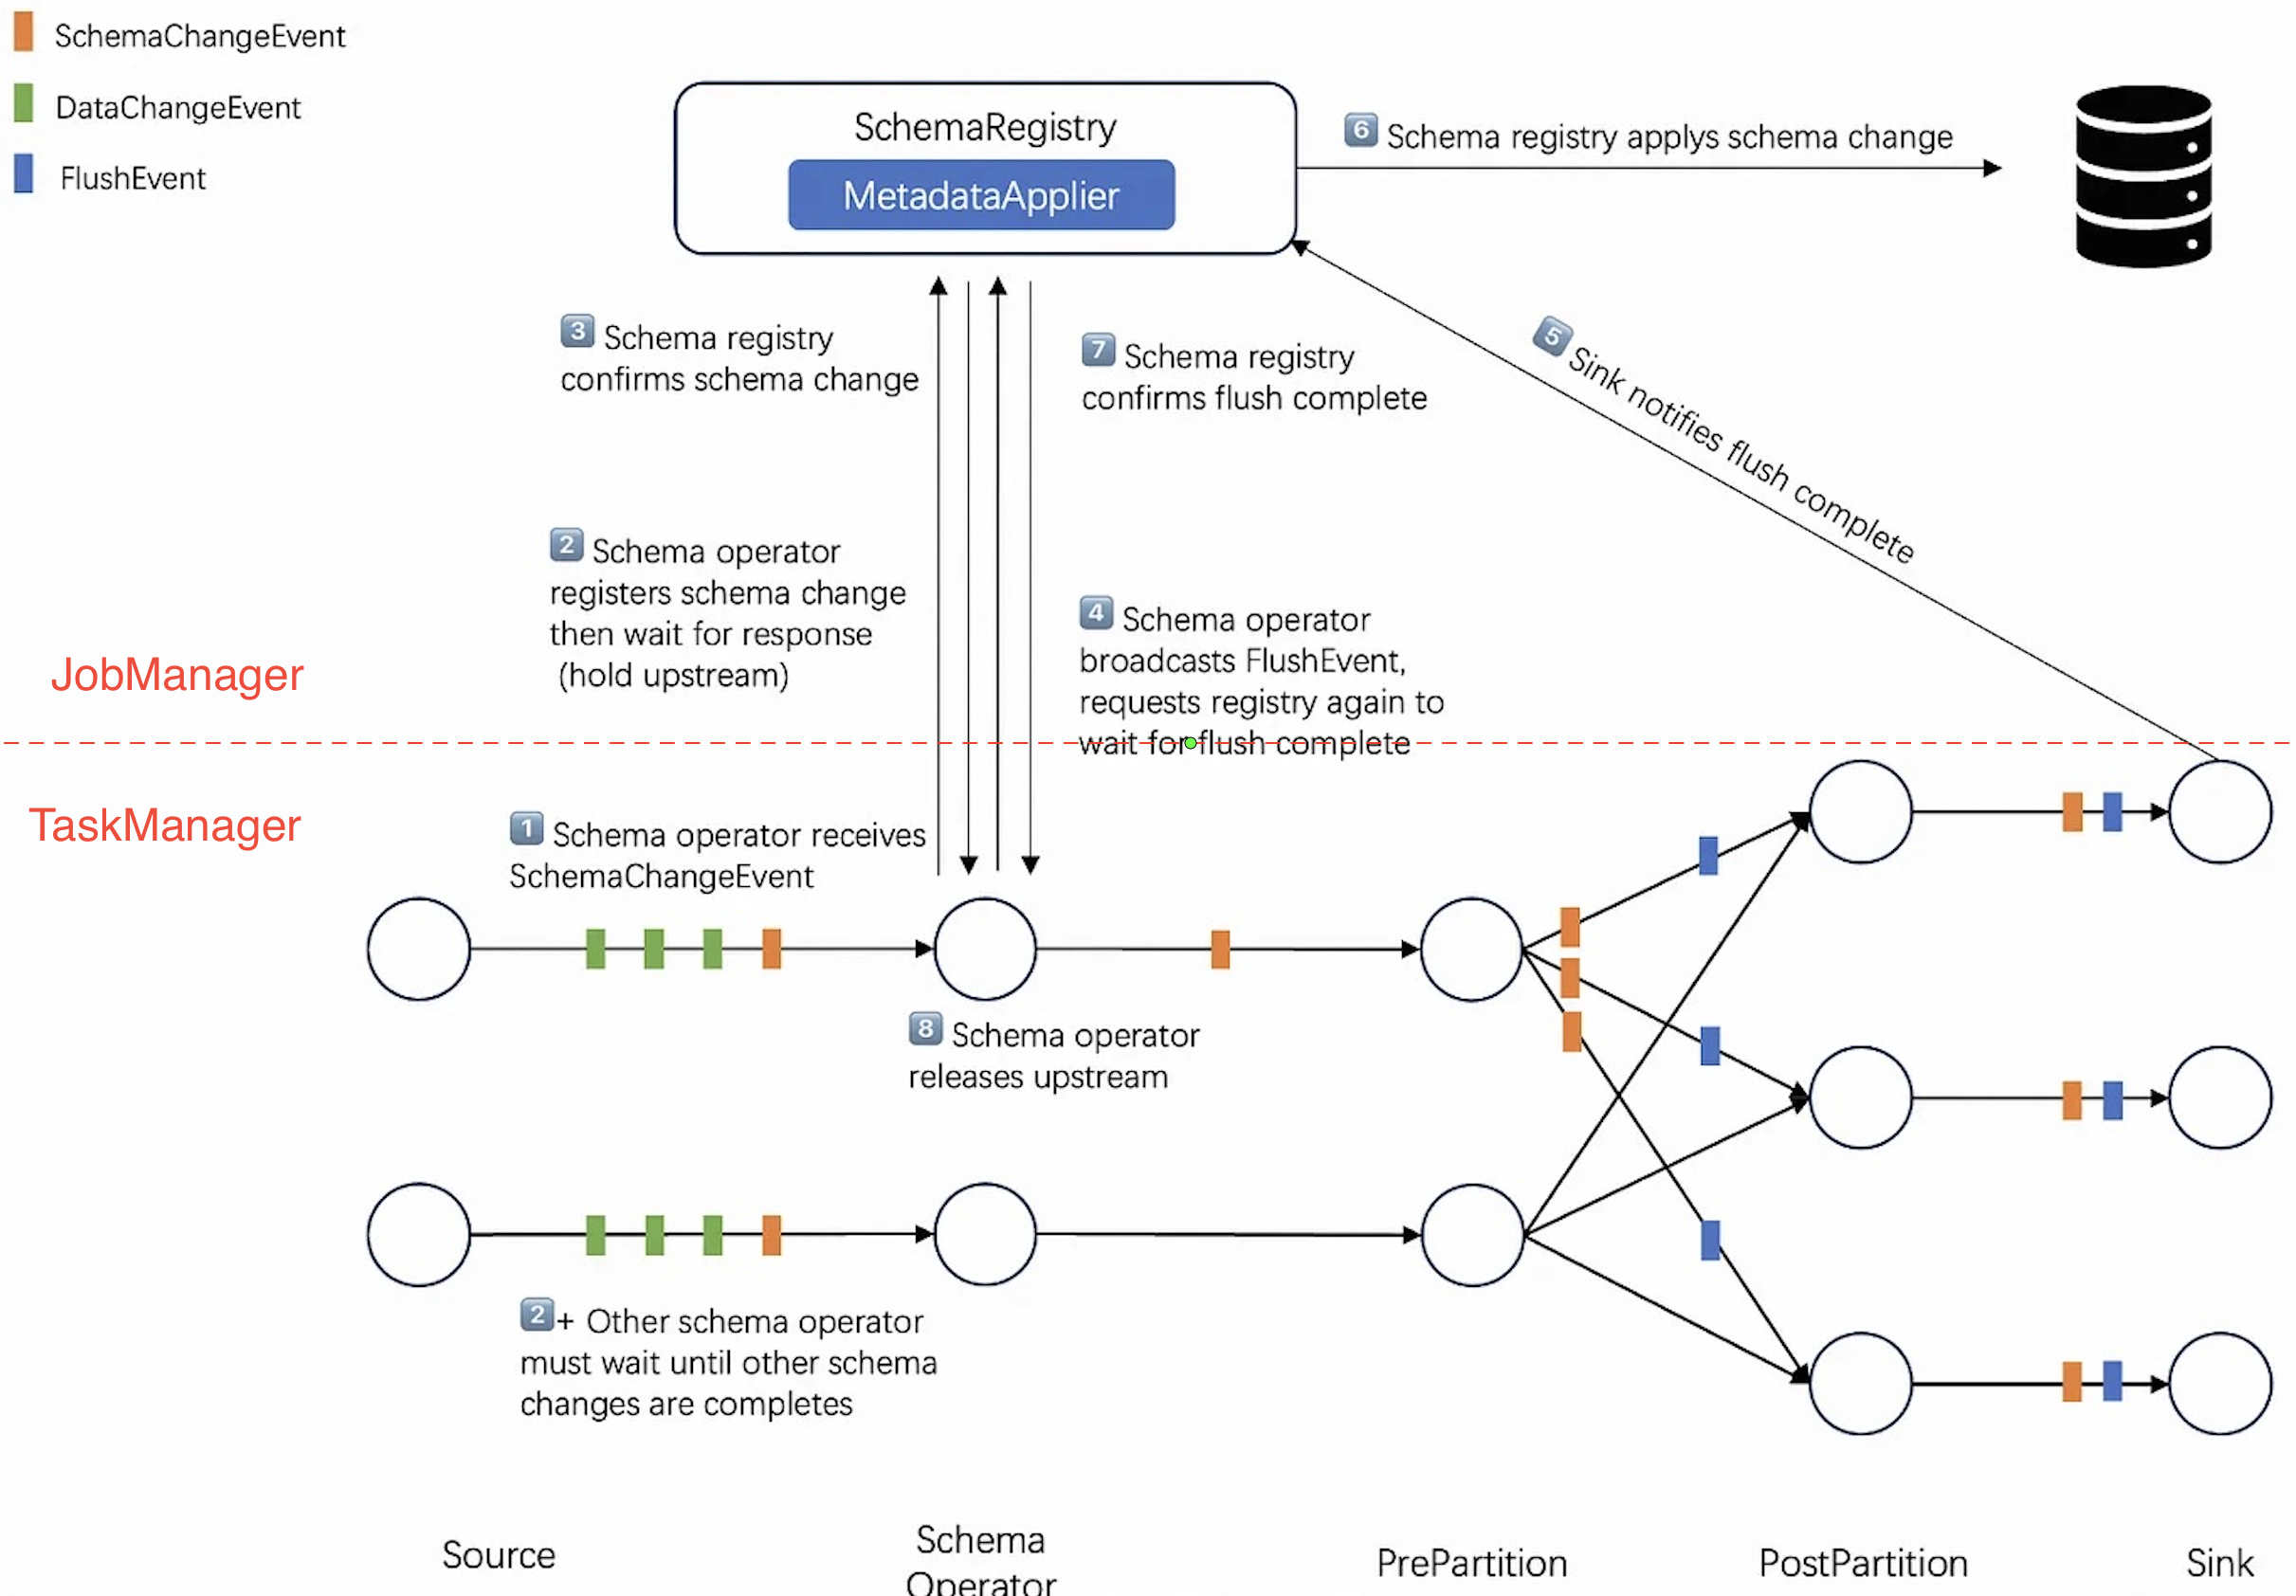 SchemaChangeEvent
DataChangeEvent
FlushEvent
SchemaRegistry
MetadataApplier
6 Schema registry applys schema change
3 Schema registry
confirms schema change
7 Schema registry
confirms flush complete
5 Sink notifies flush complete
2 Schema operator
registers schema change
then wait for response
(hold upstream)
4 Schema operator
broadcasts FlushEvent,
requests registry again to
wait for flush complete
JobManager
TaskManager
1 Schema operator receives
SchemaChangeEvent
8 Schema operator
releases upstream
2+ Other schema operator
must wait until other schema
changes are completes
Source
Schema
Operator
PrePartition
PostPartition
Sink